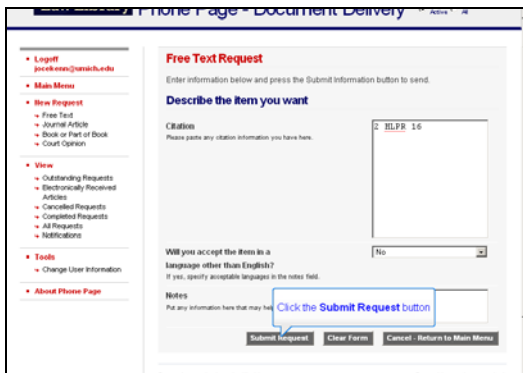 Phone Page - Document Delivery
Active
All
Logoff
jocekenn@umich.edu
Main Menu
New Request
Free Text
Journal Article
Book or Part of Book
Court Opinion
View
Outstanding Requests
Electronically Received
Articles
Cancelled Requests
Completed Requests
All Requests
Notifications
Tools
Change User Information
About Phone Page
Free Text Request
Enter information below and press the Submit Information button to send.
Describe the item you want
Citation
Please paste any citation information you have here.
2 HLPR 16
Will you accept the item in a
language other than English?
If yes, specify acceptable languages in the notes field.
No
Notes
Put any information here that may help
Click the Submit Request button
Submit Request
Clear Form
Cancel - Return to Main Menu